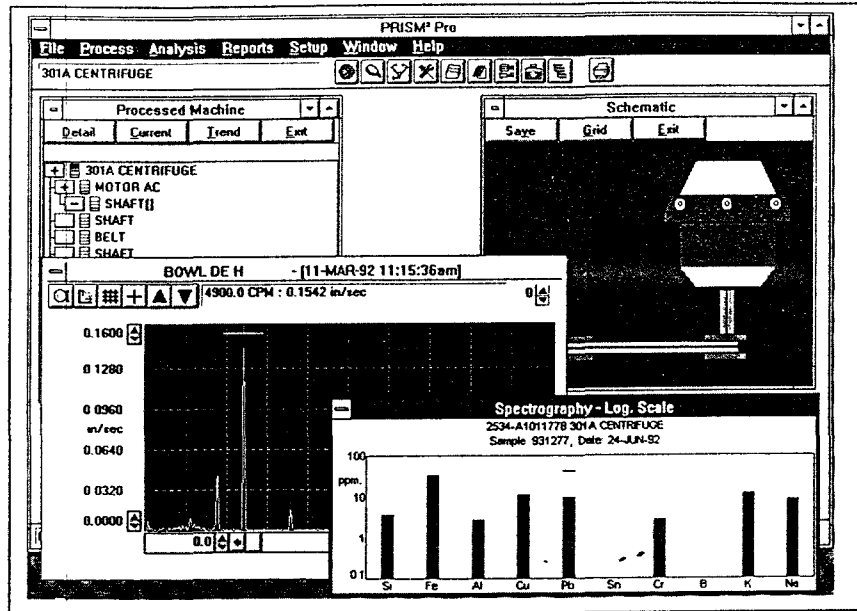 PRISM² Pro
File Process Analysis Reports Setup Window Help
301A CENTRIFUGE
Processed Machine
Detail Current Trend Exit
301A CENTRIFUGE
MOTOR AC
SHAFT[]
SHAFT
BELT
SHAFT
Schematic
Save Grid Exit
BOWL DE H - [11-MAR-92 11:15:36am]
4900.0 CPM : 0.1542 in/sec 0
0.1600
0.1280
0.0960
in/sec
0.0640
0.0320
0.0000
0.0
Spectrography - Log. Scale
2534-A1011778 301A CENTRIFUGE
Sample 931277, Date 24-JUN-92
100
ppm.
10
1
0.1
Si Fe Al Cu Pb Sn Cr B K Na